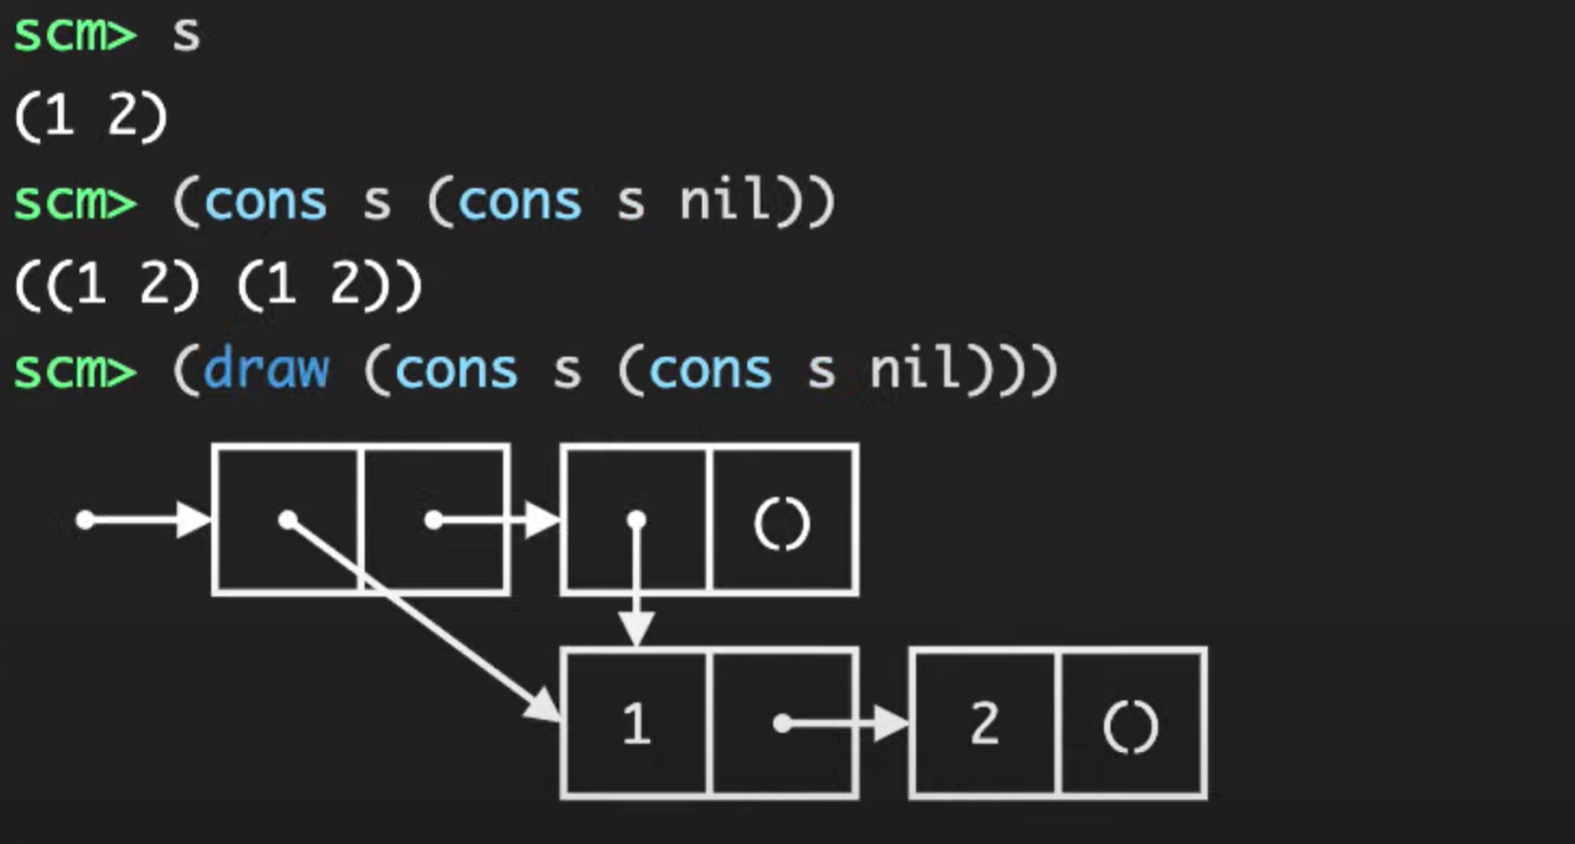 scm> s
(1 2)
scm> (cons s (cons s nil))
((1 2) (1 2))
scm> (draw (cons s (cons s nil)))
()
1 2 ()